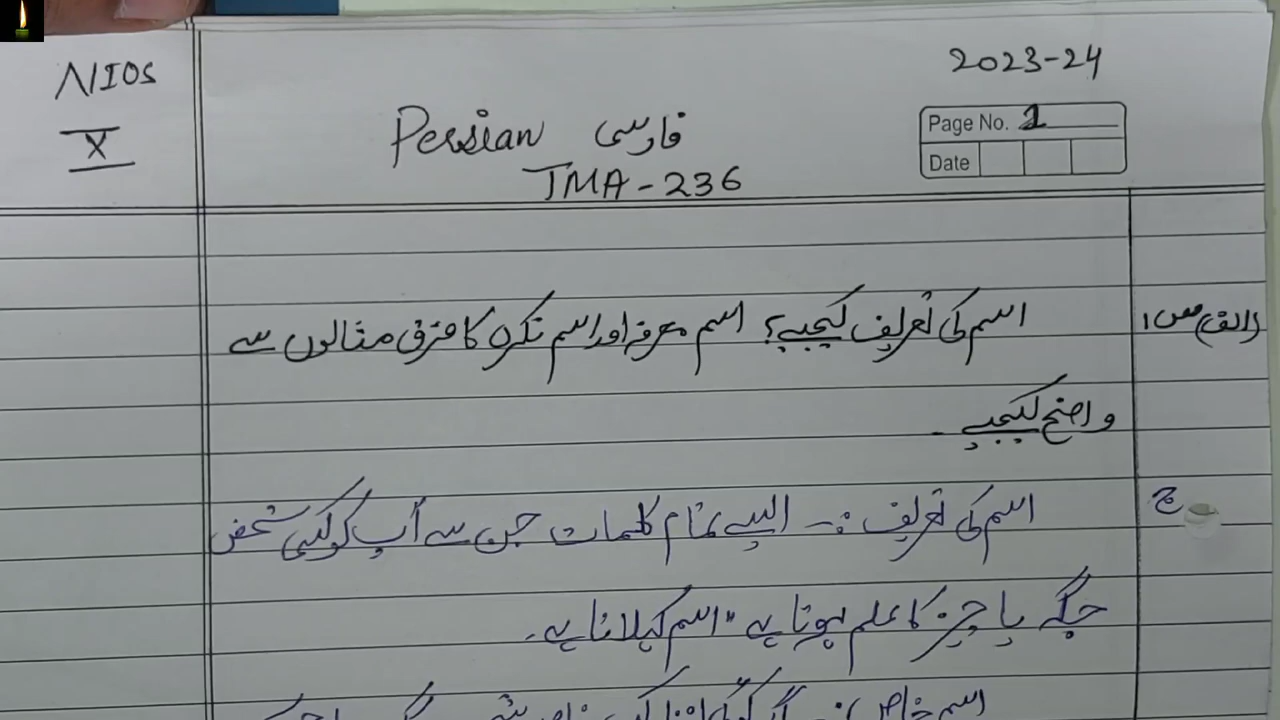 NIOS
X
2023-24
Persian فارسی
TMA-236
Page No. 1
Date
(الف) س ۱
اسم کی تعریف کیجیے؟ اسم معرفہ اور اسم نکرہ کا فرق مثالوں سے
واضح کیجیے۔
ج
اسم کی تعریف :- ایسے تمام کلمات جن سے آپ کو کسی شخص
جگہ یا چیز کا علم ہوتا ہے "اسم کہلاتا ہے۔
اسم خاص :-